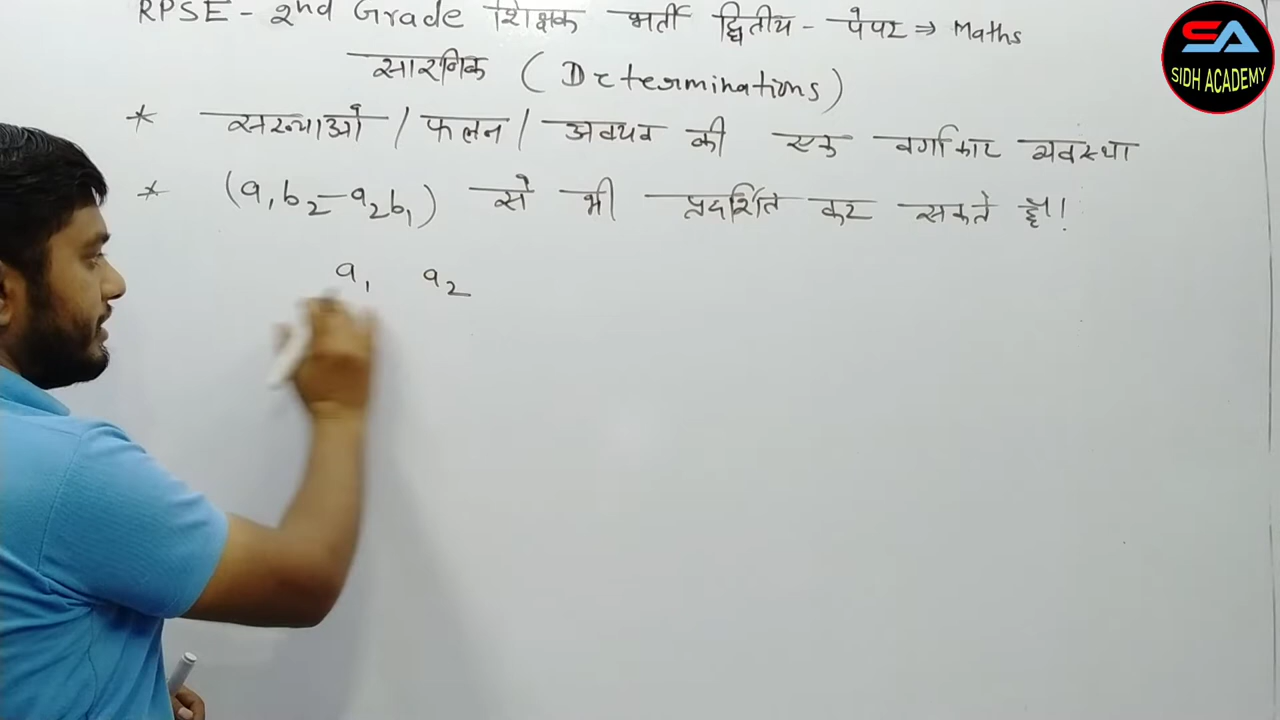 RPSE - 2nd Grade शिक्षक भर्ती द्वितीय - पेपर ⇒ Maths
सारणिक (Determinations)
* सख्याओ / फलन / अवयव की एक वर्गाकार व्यवस्था
* (a₁b₂-a₂b₁) से भी प्रदर्शित कर सकते है।
a₁ a₂
SA
SIDH ACADEMY